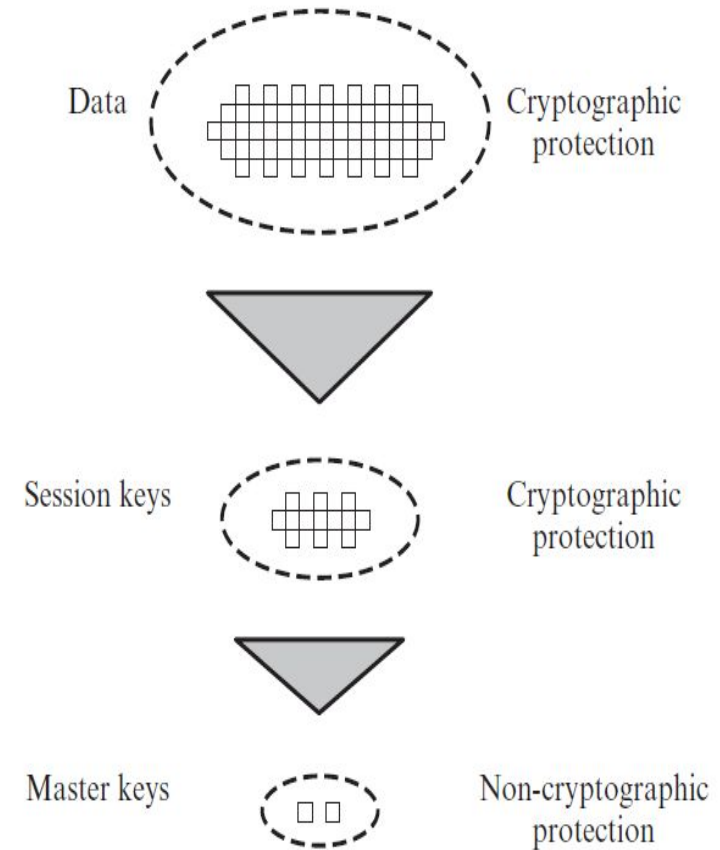 Data
Cryptographic
protection
Session keys
Cryptographic
protection
Master keys
Non-cryptographic
protection